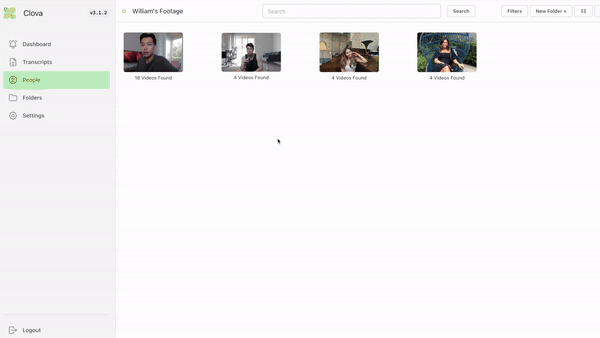 Clova
v3.1.2
Dashboard
Transcripts
People
Folders
Settings
Logout
William's Footage
Search
Search
Filters
New Folder +
18 Videos Found
4 Videos Found
4 Videos Found
4 Videos Found